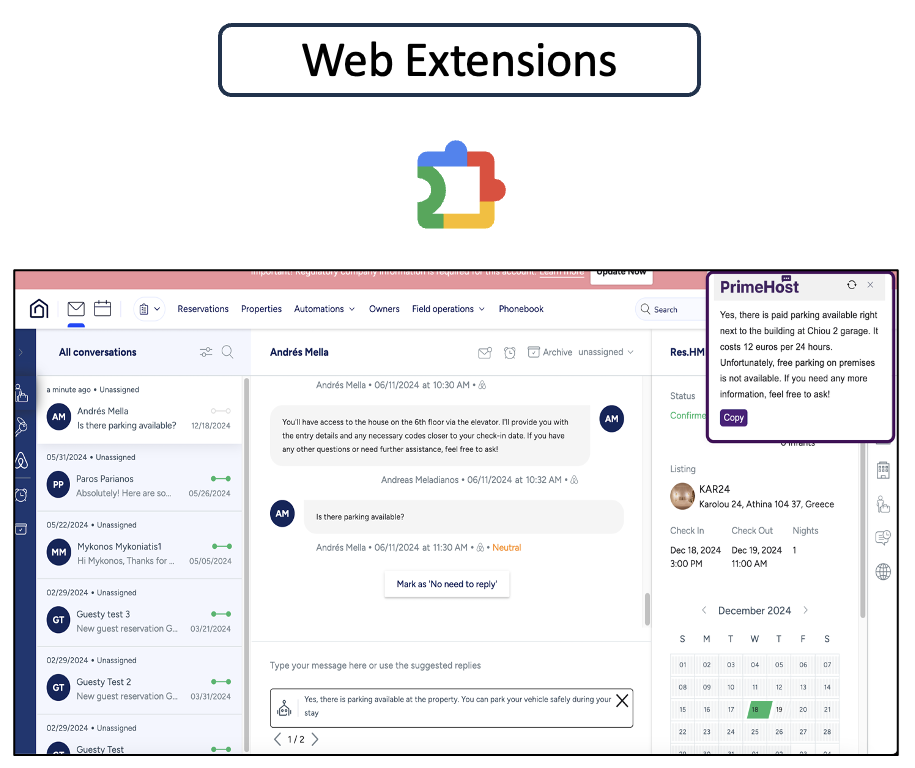 Web Extensions
Important! Regulatory company information is required for this account. Learn more
Update Now
Reservations Properties Automations Owners Field operations Phonebook
Search
PrimeHost
Yes, there is paid parking available right
next to the building at Chiou 2 garage. It
costs 12 euros per 24 hours.
Unfortunately, free parking on premises
is not available. If you need any more
information, feel free to ask!
Copy
All conversations
a minute ago • Unassigned
AM
Andrés Mella
Is there parking available? 12/18/2024
05/31/2024 • Unassigned
PP
Paros Parianos
Absolutely! Here are so... 05/26/2024
05/22/2024 • Unassigned
MM
Mykonos Mykoniatis1
Hi Mykonos, Thanks for ... 05/05/2024
02/29/2024 • Unassigned
GT
Guesty test 3
New guest reservation G... 03/21/2024
02/29/2024 • Unassigned
GT
Guesty Test 2
New guest reservation G... 03/31/2024
02/29/2024 • Unassigned
GT
Guesty Test
Andrés Mella
Archive unassigned
Andrés Mella • 06/11/2024 at 10:30 AM •
You'll have access to the house on the 6th floor via the elevator. I'll provide you with
the entry details and any necessary codes closer to your check-in date. If you have
any other questions or need further assistance, feel free to ask!
AM
Andreas Meladianos • 06/11/2024 at 10:32 AM •
AM
Is there parking available?
Andrés Mella • 06/11/2024 at 11:30 AM • • Neutral
Mark as 'No need to reply'
Type your message here or use the suggested replies
Yes, there is parking available at the property. You can park your vehicle safely during your
stay
1 / 2
Res.HM
Status
Confirme
0 Infants
Listing
KAR24
Karolou 24, Athina 104 37, Greece
Check In Check Out Nights
Dec 18, 2024 Dec 19, 2024 1
3:00 PM 11:00 AM
December 2024
S M T W T F S
01 02 03 04 05 06 07
08 09 10 11 12 13 14
15 16 17 18 19 20 21
22 23 24 25 26 27 28
29 30 31 01 02 03 04